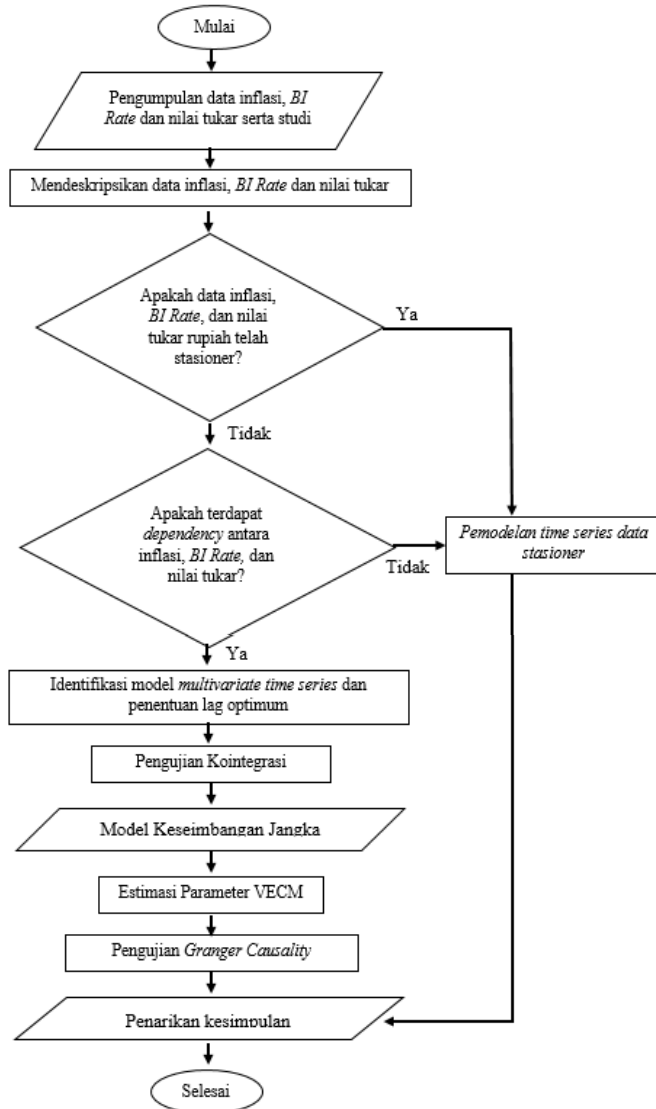 Mulai
Pengumpulan data inflasi, BI
Rate dan nilai tukar serta studi
Mendeskripsikan data inflasi, BI Rate dan nilai tukar
Apakah data inflasi,
BI Rate, dan nilai
tukar rupiah telah
stasioner?
Ya
Tidak
Apakah terdapat
dependency antara
inflasi, BI Rate, dan
nilai tukar?
Tidak
Pemodelan time series data
stasioner
Ya
Identifikasi model multivariate time series dan
penentuan lag optimum
Pengujian Kointegrasi
Model Keseimbangan Jangka
Estimasi Parameter VECM
Pengujian Granger Causality
Penarikan kesimpulan
Selesai